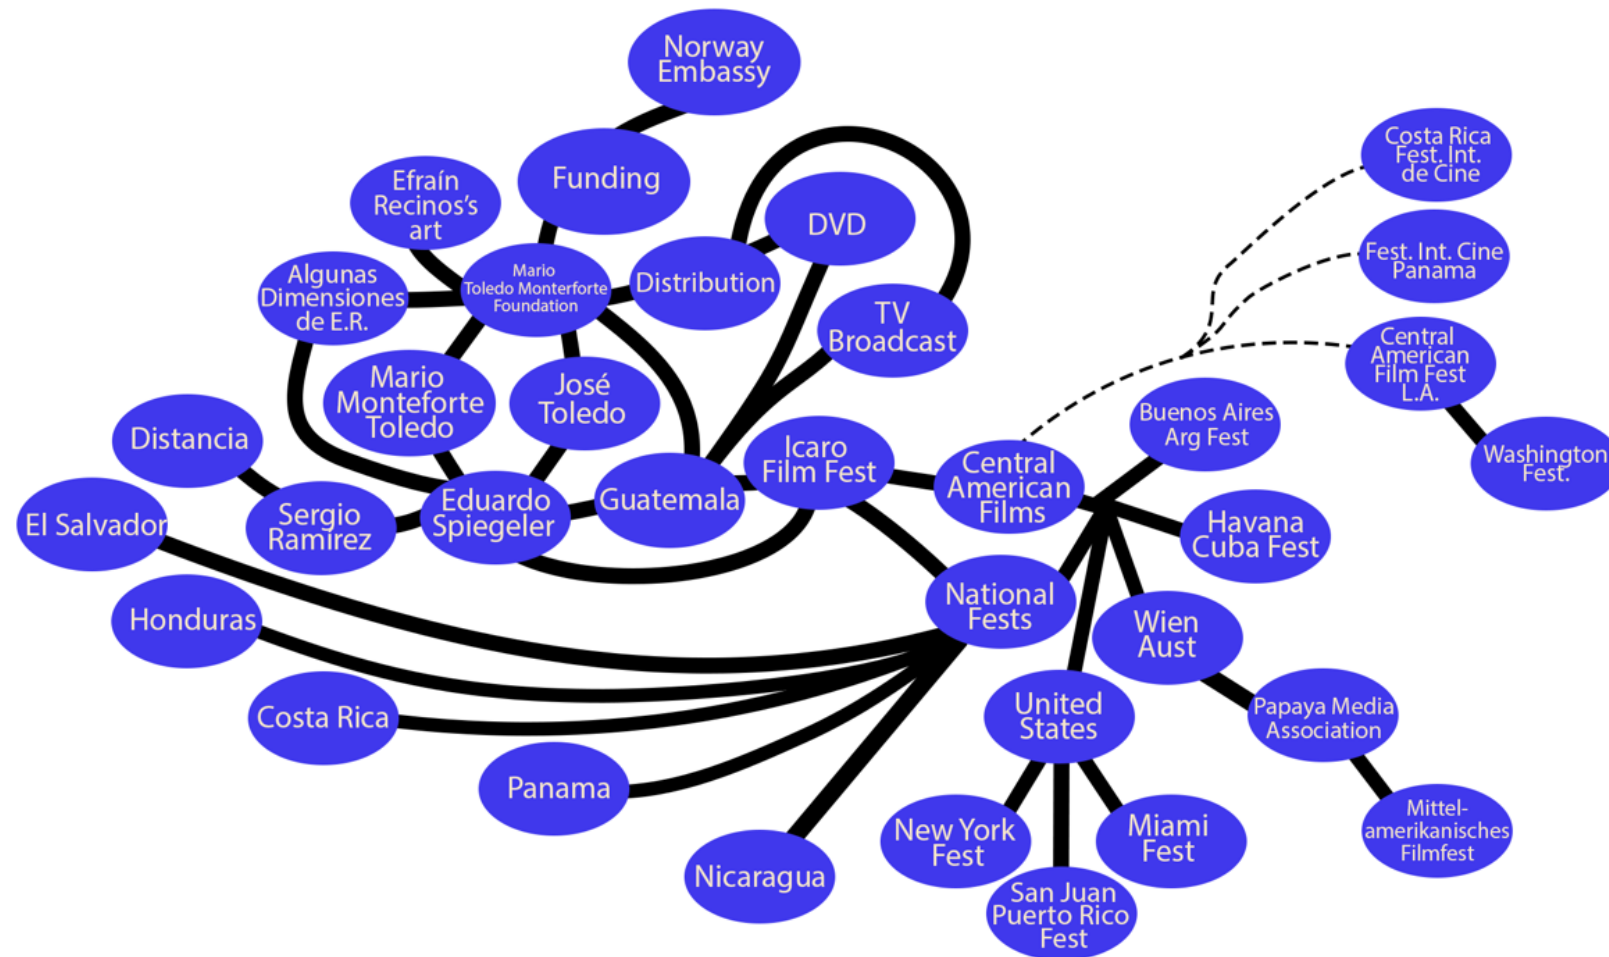 Norway
Embassy
Funding
Efraín
Recinos's
art
Costa Rica
Fest. Int.
de Cine
DVD
Mario
Toledo Monterforte
Foundation
Algunas
Dimensiones
de E.R.
Distribution
Fest. Int. Cine
Panama
TV
Broadcast
Central
American
Film Fest
L.A.
Mario
Monteforte
Toledo
José
Toledo
Buenos Aires
Arg Fest
Distancia
Icaro
Film Fest
Washington
Fest.
Central
American
Films
Guatemala
Eduardo
Spiegeler
Sergio
Ramírez
El Salvador
Havana
Cuba Fest
National
Fests
Honduras
Wien
Aust
Costa Rica
United
States
Papaya Media
Association
Panama
New York
Fest
Miami
Fest
Mittel-
amerikanisches
Filmfest
Nicaragua
San Juan
Puerto Rico
Fest